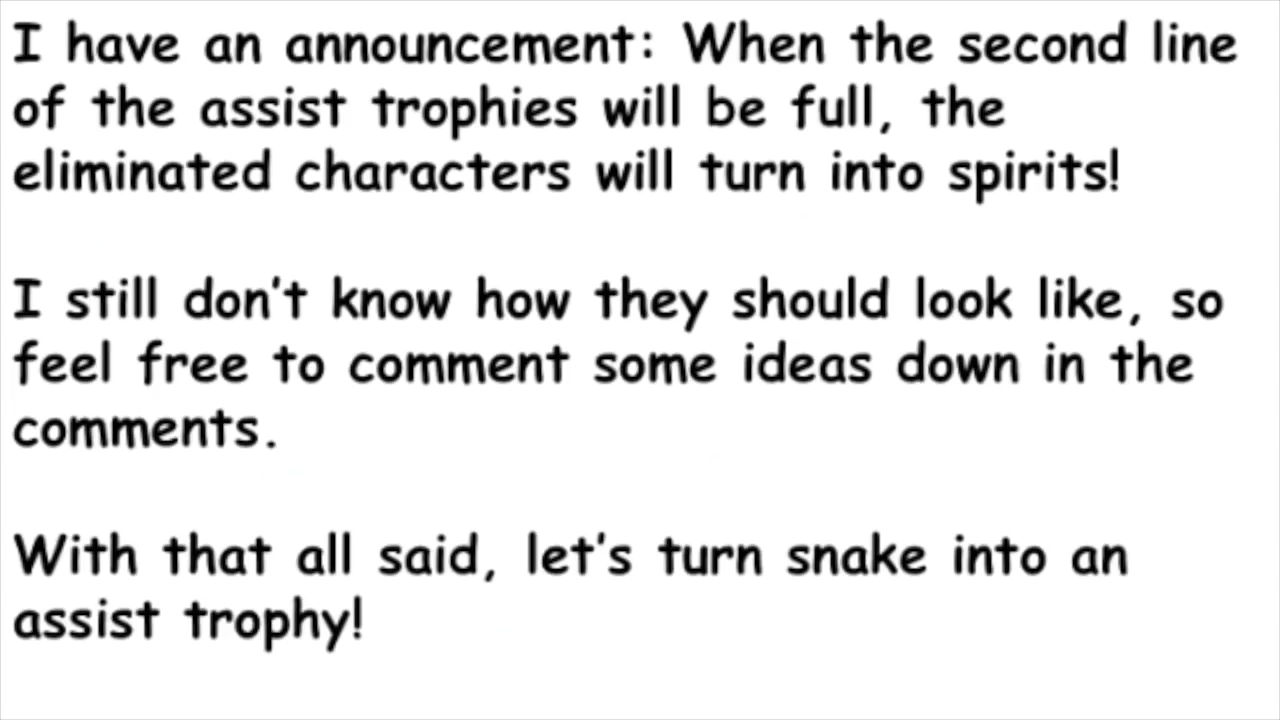 I have an announcement: When the second line
of the assist trophies will be full, the
eliminated characters will turn into spirits!
I still don't know how they should look like, so
feel free to comment some ideas down in the
comments.
With that all said, let's turn snake into an
assist trophy!